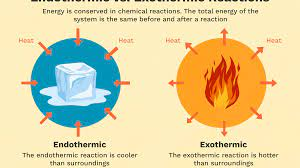 Endothermic vs. Exothermic Reactions
Energy is conserved in chemical reactions. The total energy of the
system is the same before and after a reaction
Heat
Heat
Heat
Heat
Endothermic
The endothermic reaction is cooler
than surroundings
Exothermic
The exothermic reaction is hotter
than surroundings